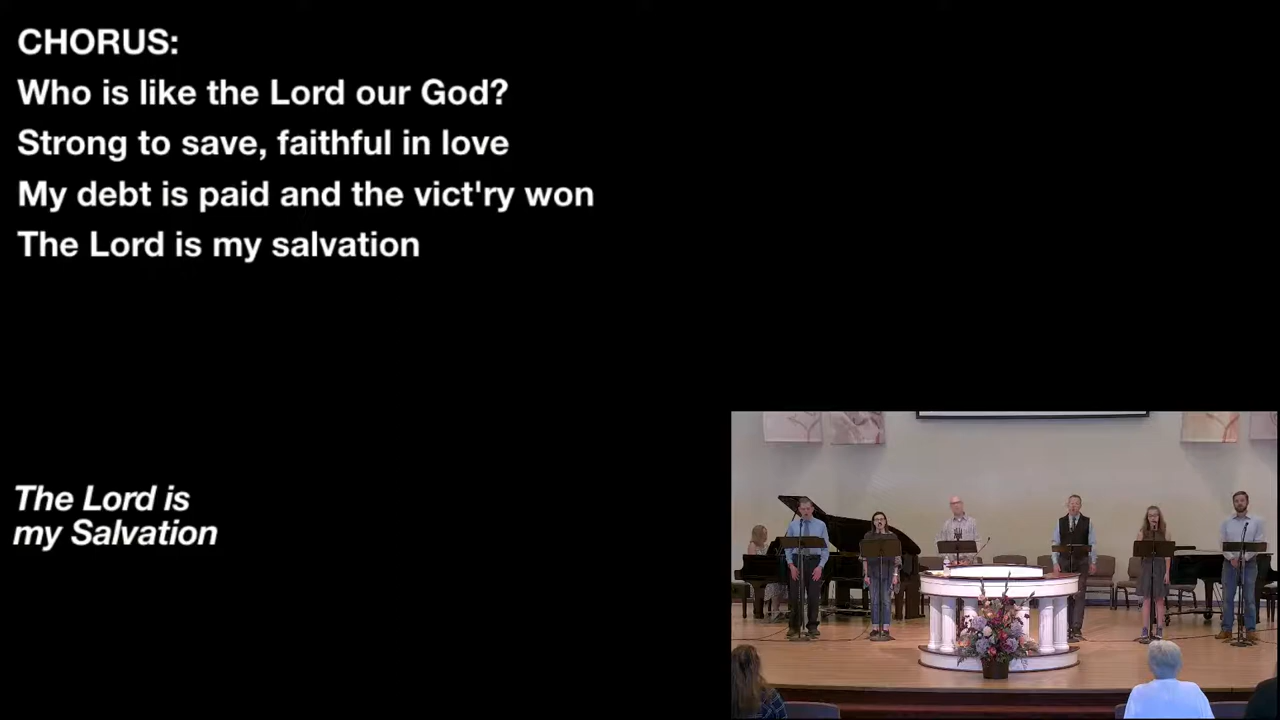 CHORUS:
Who is like the Lord our God?
Strong to save, faithful in love
My debt is paid and the vict'ry won
The Lord is my salvation
The Lord is
my Salvation